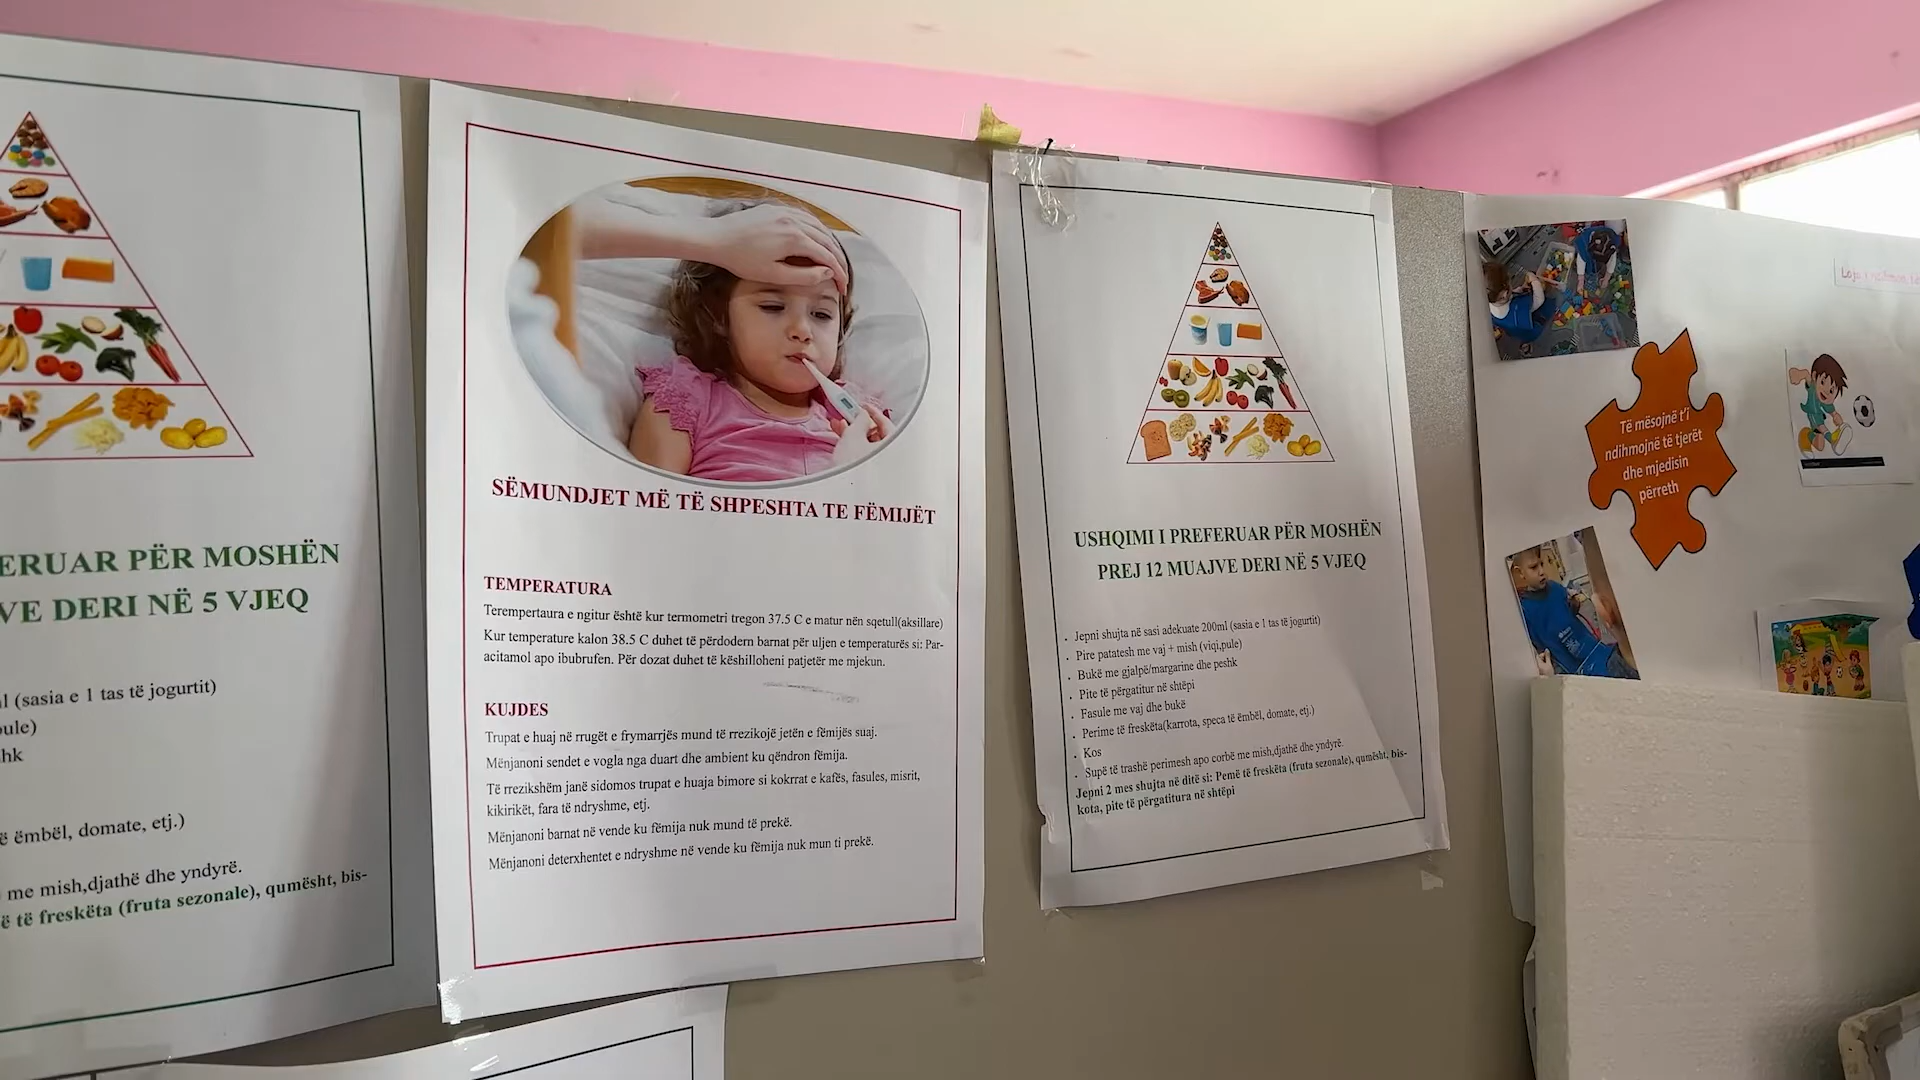 ERUAR PËR MOSHËN
VE DERI NË 5 VJEÇ
l (sasia e 1 tas të jogurtit)
pule)
hk
ë ëmbël, domate, etj.)
me mish,djathë dhe yndyrë.
ë të freskëta (fruta sezonale), qumësht, bis-
SËMUNDJET MË TË SHPESHTA TE FËMIJËT
TEMPERATURA
Terempertaura e ngitur është kur termometri tregon 37.5 C e matur nën sqetull(aksillare)
Kur temperature kalon 38.5 C duhet të përdodern barnat për uljen e temperaturës si: Par-
acitamol apo ibubrufen. Për dozat duhet të këshilloheni patjetër me mjekun.
KUJDES
Trupat e huaj në rrugët e frymarrjës mund të rrezikojë jetën e fëmijës suaj.
Mënjanoni sendet e vogla nga duart dhe ambient ku qëndron fëmija.
Të rrezikshëm janë sidomos trupat e huaja bimore si kokrrat e kafës, fasules, misrit,
kikirikët, fara të ndryshme, etj.
Mënjanoni barnat në vende ku fëmija nuk mund të prekë.
Mënjanoni deterxhentet e ndryshme në vende ku fëmija nuk mun ti prekë.
USHQIMI I PREFERUAR PËR MOSHËN
PREJ 12 MUAJVE DERI NË 5 VJEÇ
. Jepni shujta në sasi adekuate 200ml (sasia e 1 tas të jogurtit)
. Pire patatesh me vaj + mish (viqi,pule)
. Bukë me gjalpë/margarine dhe peshk
. Pite të përgatitur në shtëpi
. Fasule me vaj dhe bukë
. Perime të freskëta(karrota, speca të ëmbël, domate, etj.)
. Kos
. Supë të trashë perimesh apo corbë me mish,djathë dhe yndyrë.
Jepni 2 mes shujta në ditë si: Pemë të freskëta (fruta sezonale), qumësht, bis-
kota, pite të përgatitura në shtëpi
Të mësojnë t'i
ndihmojnë të tjerët
dhe mjedisin
përreth